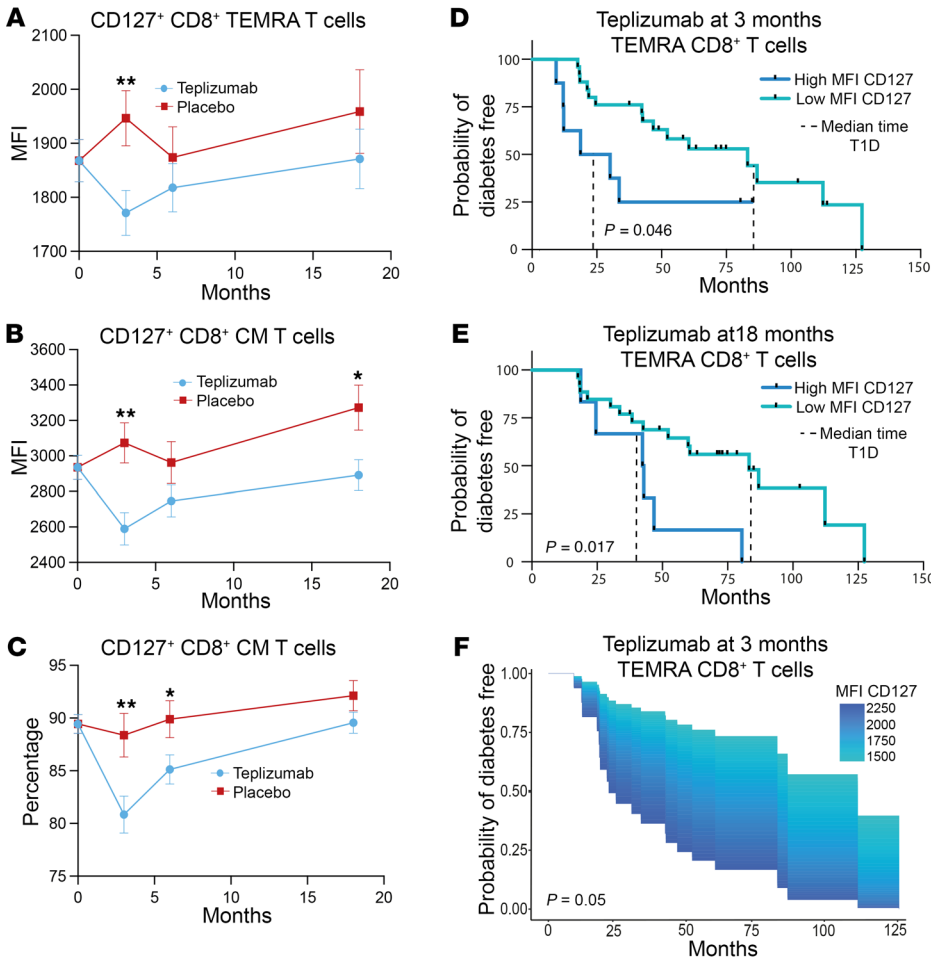 A
CD127+ CD8+ TEMRA T cells
2100
2000
1900
1800
1700
MFI
**
Teplizumab
Placebo
0
5
10
15
20
Months
B
CD127+ CD8+ CM T cells
3600
3400
3200
3000
2800
2600
2400
MFI
**
*
Teplizumab
Placebo
0
5
10
15
20
Months
C
CD127+ CD8+ CM T cells
95
90
85
80
75
Percentage
**
*
Teplizumab
Placebo
0
5
10
15
20
Months
D
Teplizumab at 3 months
TEMRA CD8+ T cells
100
75
50
25
0
Probability of
diabetes free
High MFI CD127
Low MFI CD127
Median time
T1D
P = 0.046
0
25
50
75
100
125
150
Months
E
Teplizumab at18 months
TEMRA CD8+ T cells
100
75
50
25
0
Probability of
diabetes free
High MFI CD127
Low MFI CD127
Median time
T1D
P = 0.017
0
25
50
75
100
125
150
Months
F
Teplizumab at 3 months
TEMRA CD8+ T cells
1.00
0.75
0.50
0.25
0.00
Probability of diabetes free
MFI CD127
2250
2000
1750
1500
P = 0.05
0
25
50
75
100
125
Months